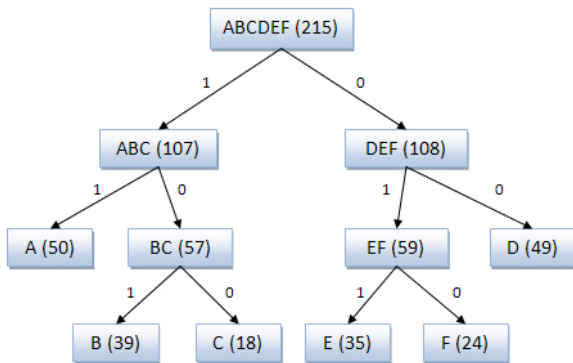 ABCDEF (215)
1 0
ABC (107) DEF (108)
1 0 1 0
A (50) BC (57) EF (59) D (49)
1 0 1 0
B (39) C (18) E (35) F (24)